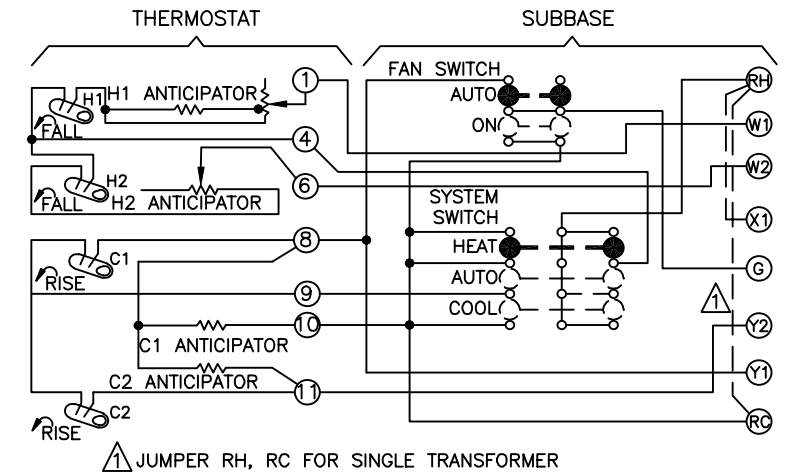 THERMOSTAT SUBBASE
FAN SWITCH
RH
H1 H1 ANTICIPATOR 1
AUTO
FALL
ON
W1
4
W2
H2
6
FALL H2 ANTICIPATOR
SYSTEM
SWITCH
X1
8
HEAT
C1
G
RISE
AUTO
9
1
COOL
10
Y2
C1 ANTICIPATOR
Y1
C2 ANTICIPATOR
11
C2
RC
RISE
1 JUMPER RH, RC FOR SINGLE TRANSFORMER